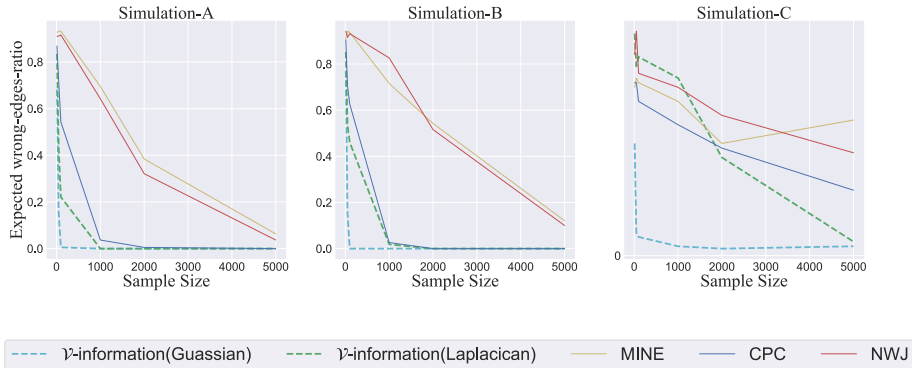 Simulation-A
Simulation-B
Simulation-C
Expected wrong-edges-ratio
0.8
0.6
0.4
0.2
0.0
0 1000 2000 3000 4000 5000
Sample Size
0.8
0.6
0.4
0.2
0.0
0 1000 2000 3000 4000 5000
Sample Size
0
0 1000 2000 3000 4000 5000
Sample Size
𝒱-information(Guassian) 𝒱-information(Laplacican) MINE CPC NWJ